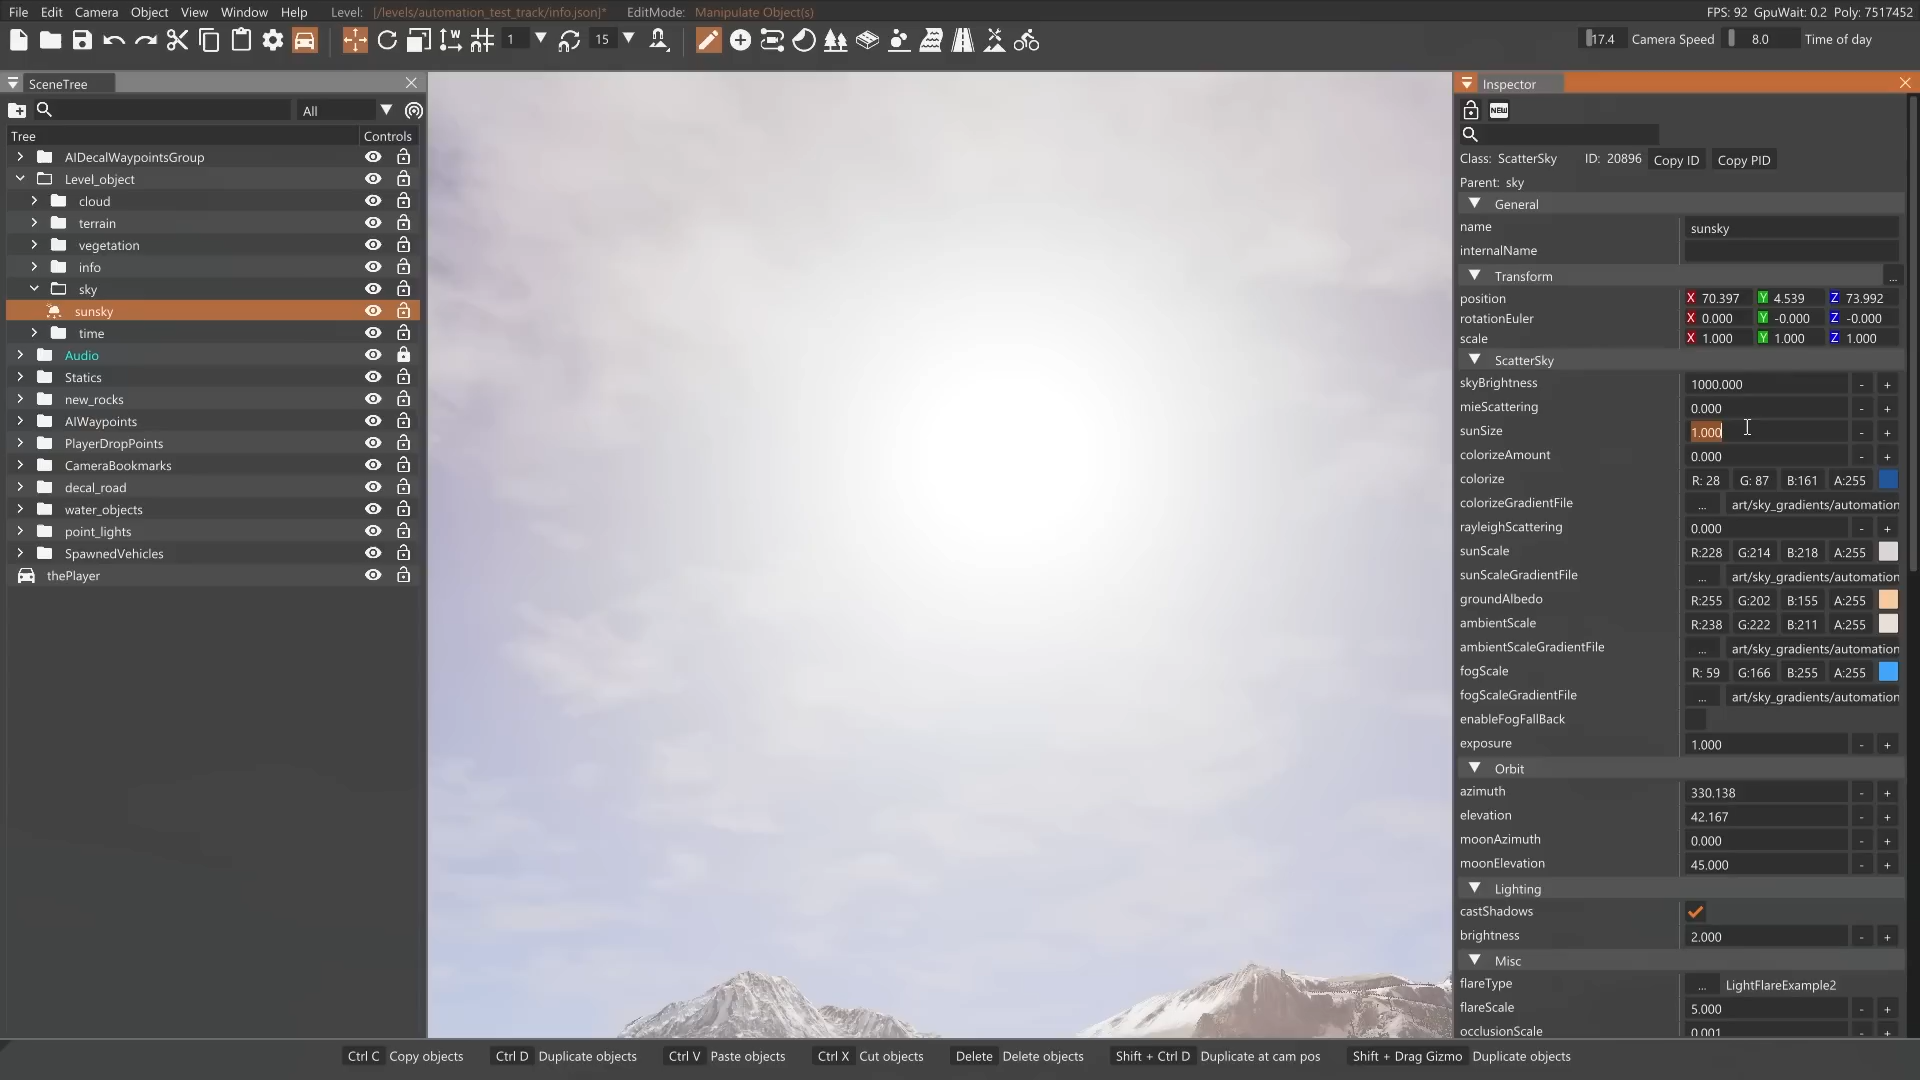 File Edit Camera Object View Window Help Level: [/levels/automation_test_track/info.json]* EditMode: Manipulate Object(s) FPS: 92 GpuWait: 0.2 Poly: 7517452
1 15 17.4 Camera Speed 8.0 Time of day
SceneTree
All
Tree Controls
AIDecalWaypointsGroup
Level_object
cloud
terrain
vegetation
info
sky
sunsky
time
Audio
Statics
new_rocks
AIWaypoints
PlayerDropPoints
CameraBookmarks
decal_road
water_objects
point_lights
SpawnedVehicles
thePlayer
Inspector
NEW
Class: ScatterSky ID: 20896 Copy ID Copy PID
Parent: sky
General
name sunsky
internalName
Transform ...
position X 70.397 Y 4.539 Z 73.992
rotationEuler X 0.000 Y -0.000 Z -0.000
scale X 1.000 Y 1.000 Z 1.000
ScatterSky
skyBrightness 1000.000 - +
mieScattering 0.000 - +
sunSize 1.000 - +
colorizeAmount 0.000 - +
colorize R: 28 G: 87 B:161 A:255
colorizeGradientFile ... art/sky_gradients/automation
rayleighScattering 0.000 - +
sunScale R:228 G:214 B:218 A:255
sunScaleGradientFile ... art/sky_gradients/automation
groundAlbedo R:255 G:202 B:155 A:255
ambientScale R:238 G:222 B:211 A:255
ambientScaleGradientFile ... art/sky_gradients/automation
fogScale R: 59 G:166 B:255 A:255
fogScaleGradientFile ... art/sky_gradients/automation
enableFogFallBack
exposure 1.000 - +
Orbit
azimuth 330.138 - +
elevation 42.167 - +
moonAzimuth 0.000 - +
moonElevation 45.000 - +
Lighting
castShadows
brightness 2.000 - +
Misc
flareType ... LightFlareExample2
flareScale 5.000 - +
occlusionScale 0.001 - +
Ctrl C Copy objects Ctrl D Duplicate objects Ctrl V Paste objects Ctrl X Cut objects Delete Delete objects Shift + Ctrl D Duplicate at cam pos Shift + Drag Gizmo Duplicate objects